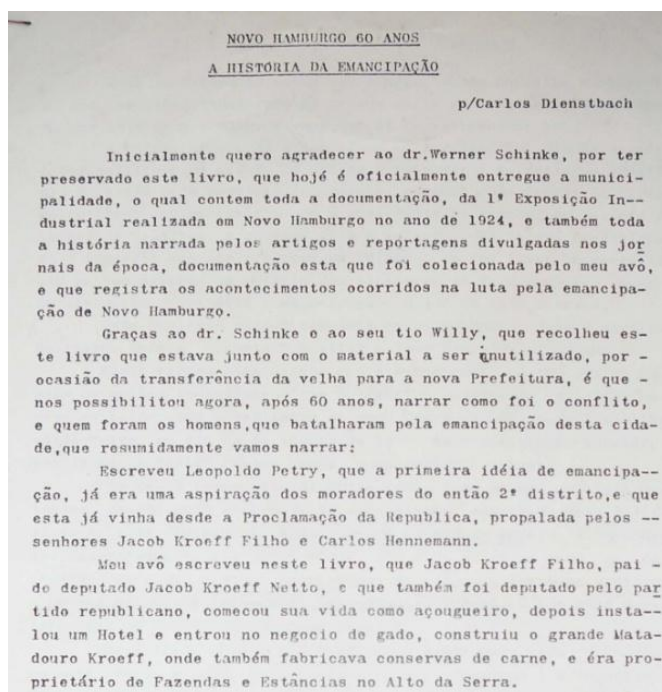 NOVO HAMBURGO 60 ANOS
A HISTÓRIA DA EMANCIPAÇÃO
p/Carlos Dienstbach
Inicialmente quero agradecer ao dr.Werner Schinke, por ter
preservado este livro, que hojé é oficialmente entregue a munici-
palidade, o qual contem toda a documentação, da 1ª Exposição In--
dustrial realizada em Novo Hamburgo no ano de 1924, e também toda
a história narrada pelos artigos e reportagens divulgadas nos jor
nais da época, documentação esta que foi colecionada pelo meu avô,
e que registra os acontecimentos ocorridos na luta pela emancipa-
ção de Novo Hamburgo.
Graças ao dr. Schinke e ao seu tio Willy, que recolheu es-
te livro que estava junto com o material a ser inutilizado, por -
ocasião da transferência da velha para a nova Prefeitura, é que -
nos possibilitou agora, após 60 anos, narrar como foi o conflito,
e quem foram os homens,que batalharam pela emancipação desta cida-
de,que resumidamente vamos narrar:
Escreveu Leopoldo Petry, que a primeira idéia de emancipa--
ção, já era uma aspiração dos moradores do então 2º distrito,e que
esta já vinha desde a Proclamação da Republica, propalada pelos --
senhores Jacob Kroeff Filho e Carlos Hennemann.
Meu avô escreveu neste livro, que Jacob Kroeff Filho, pai -
do deputado Jacob Kroeff Netto, e que também foi deputado pelo par
tido republicano, comecou sua vida como açougueiro, depois insta--
lou um Hotel e entrou no negocio de gado, construiu o grande Mata-
douro Kroeff, onde também fabricava conservas de carne, e éra pro-
prietário de Fazendas e Estâncias no Alto da Serra.